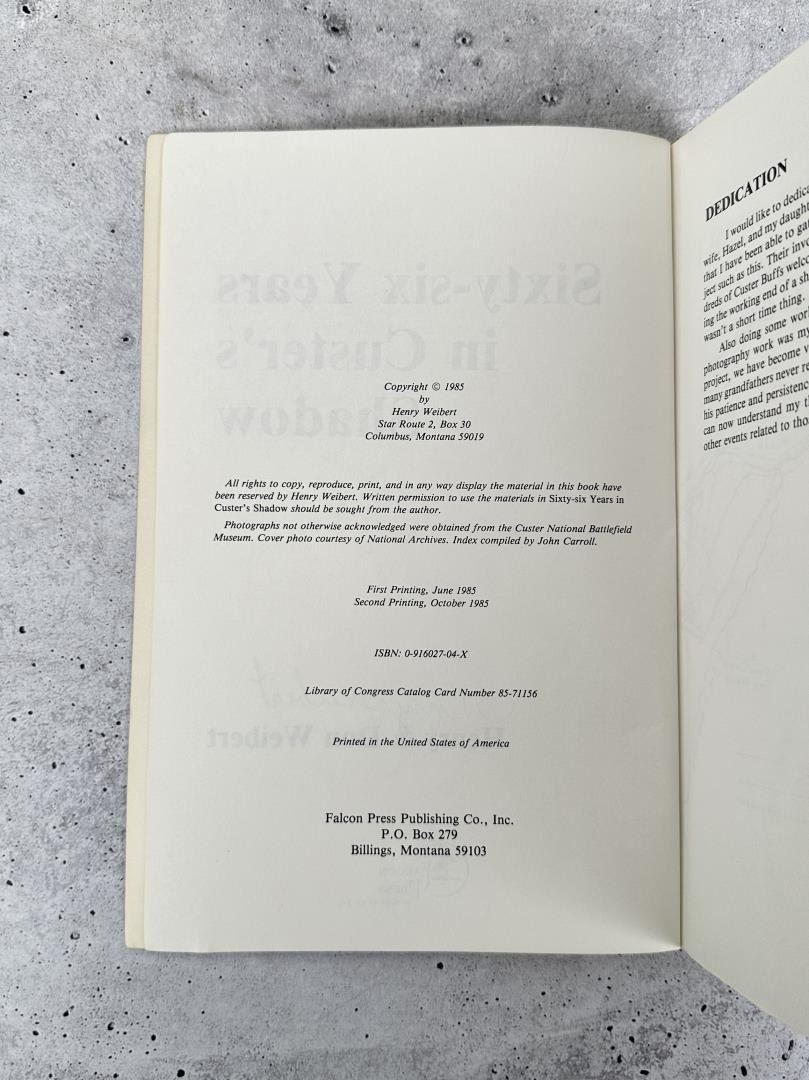 Copyright © 1985
by
Henry Weibert
Star Route 2, Box 30
Columbus, Montana 59019
All rights to copy, reproduce, print, and in any way display the material in this book have
been reserved by Henry Weibert. Written permission to use the materials in Sixty-six Years in
Custer's Shadow should be sought from the author.
Photographs not otherwise acknowledged were obtained from the Custer National Battlefield
Museum. Cover photo courtesy of National Archives. Index compiled by John Carroll.
First Printing, June 1985
Second Printing, October 1985
ISBN: 0-916027-04-X
Library of Congress Catalog Card Number 85-71156
Printed in the United States of America
Falcon Press Publishing Co., Inc.
P.O. Box 279
Billings, Montana 59103
DEDICATION
I would like to dedica
wife, Hazel, and my daught
that I have been able to ga
ject such as this. Their invo
dreds of Custer Buffs welco
ing the working end of a sh
wasn't a short time thing.
Also doing some wor
photography work was my
project, we have become v
many grandfathers never re
his patience and persistenc
can now understand my th
other events related to tho